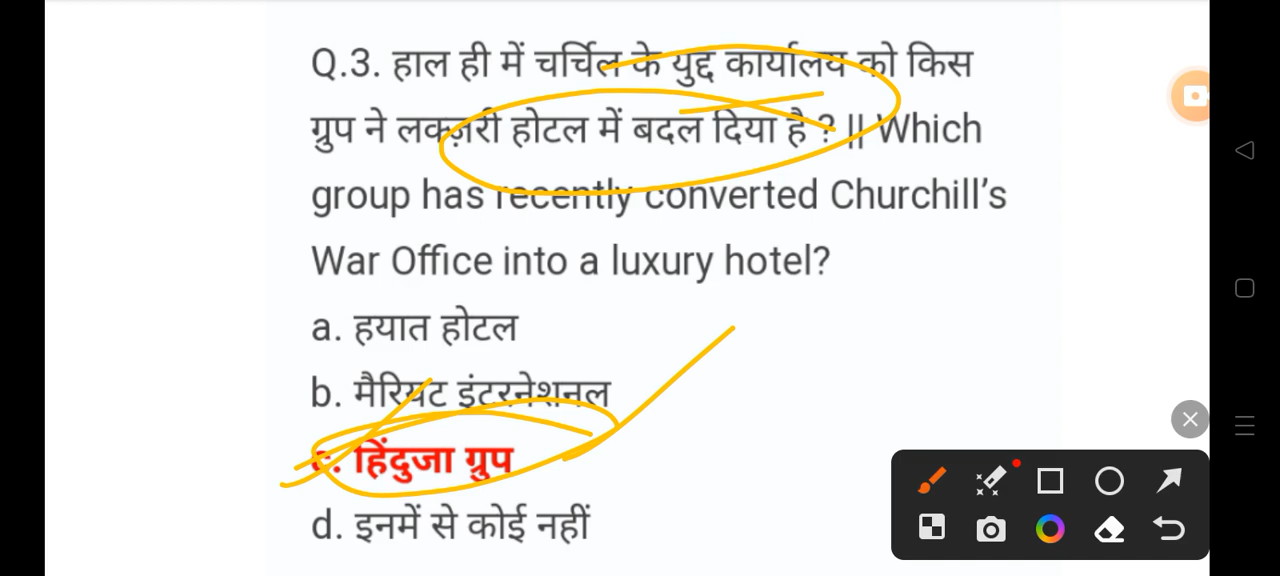 Q.3. हाल ही में चर्चिल के युद्द कार्यालय को किस
ग्रुप ने लक्ज़री होटल में बदल दिया है ? || Which
group has recently converted Churchill’s
War Office into a luxury hotel?
a. हयात होटल
b. मैरियट इंटरनेशनल
c. हिंदुजा ग्रुप
d. इनमें से कोई नहीं